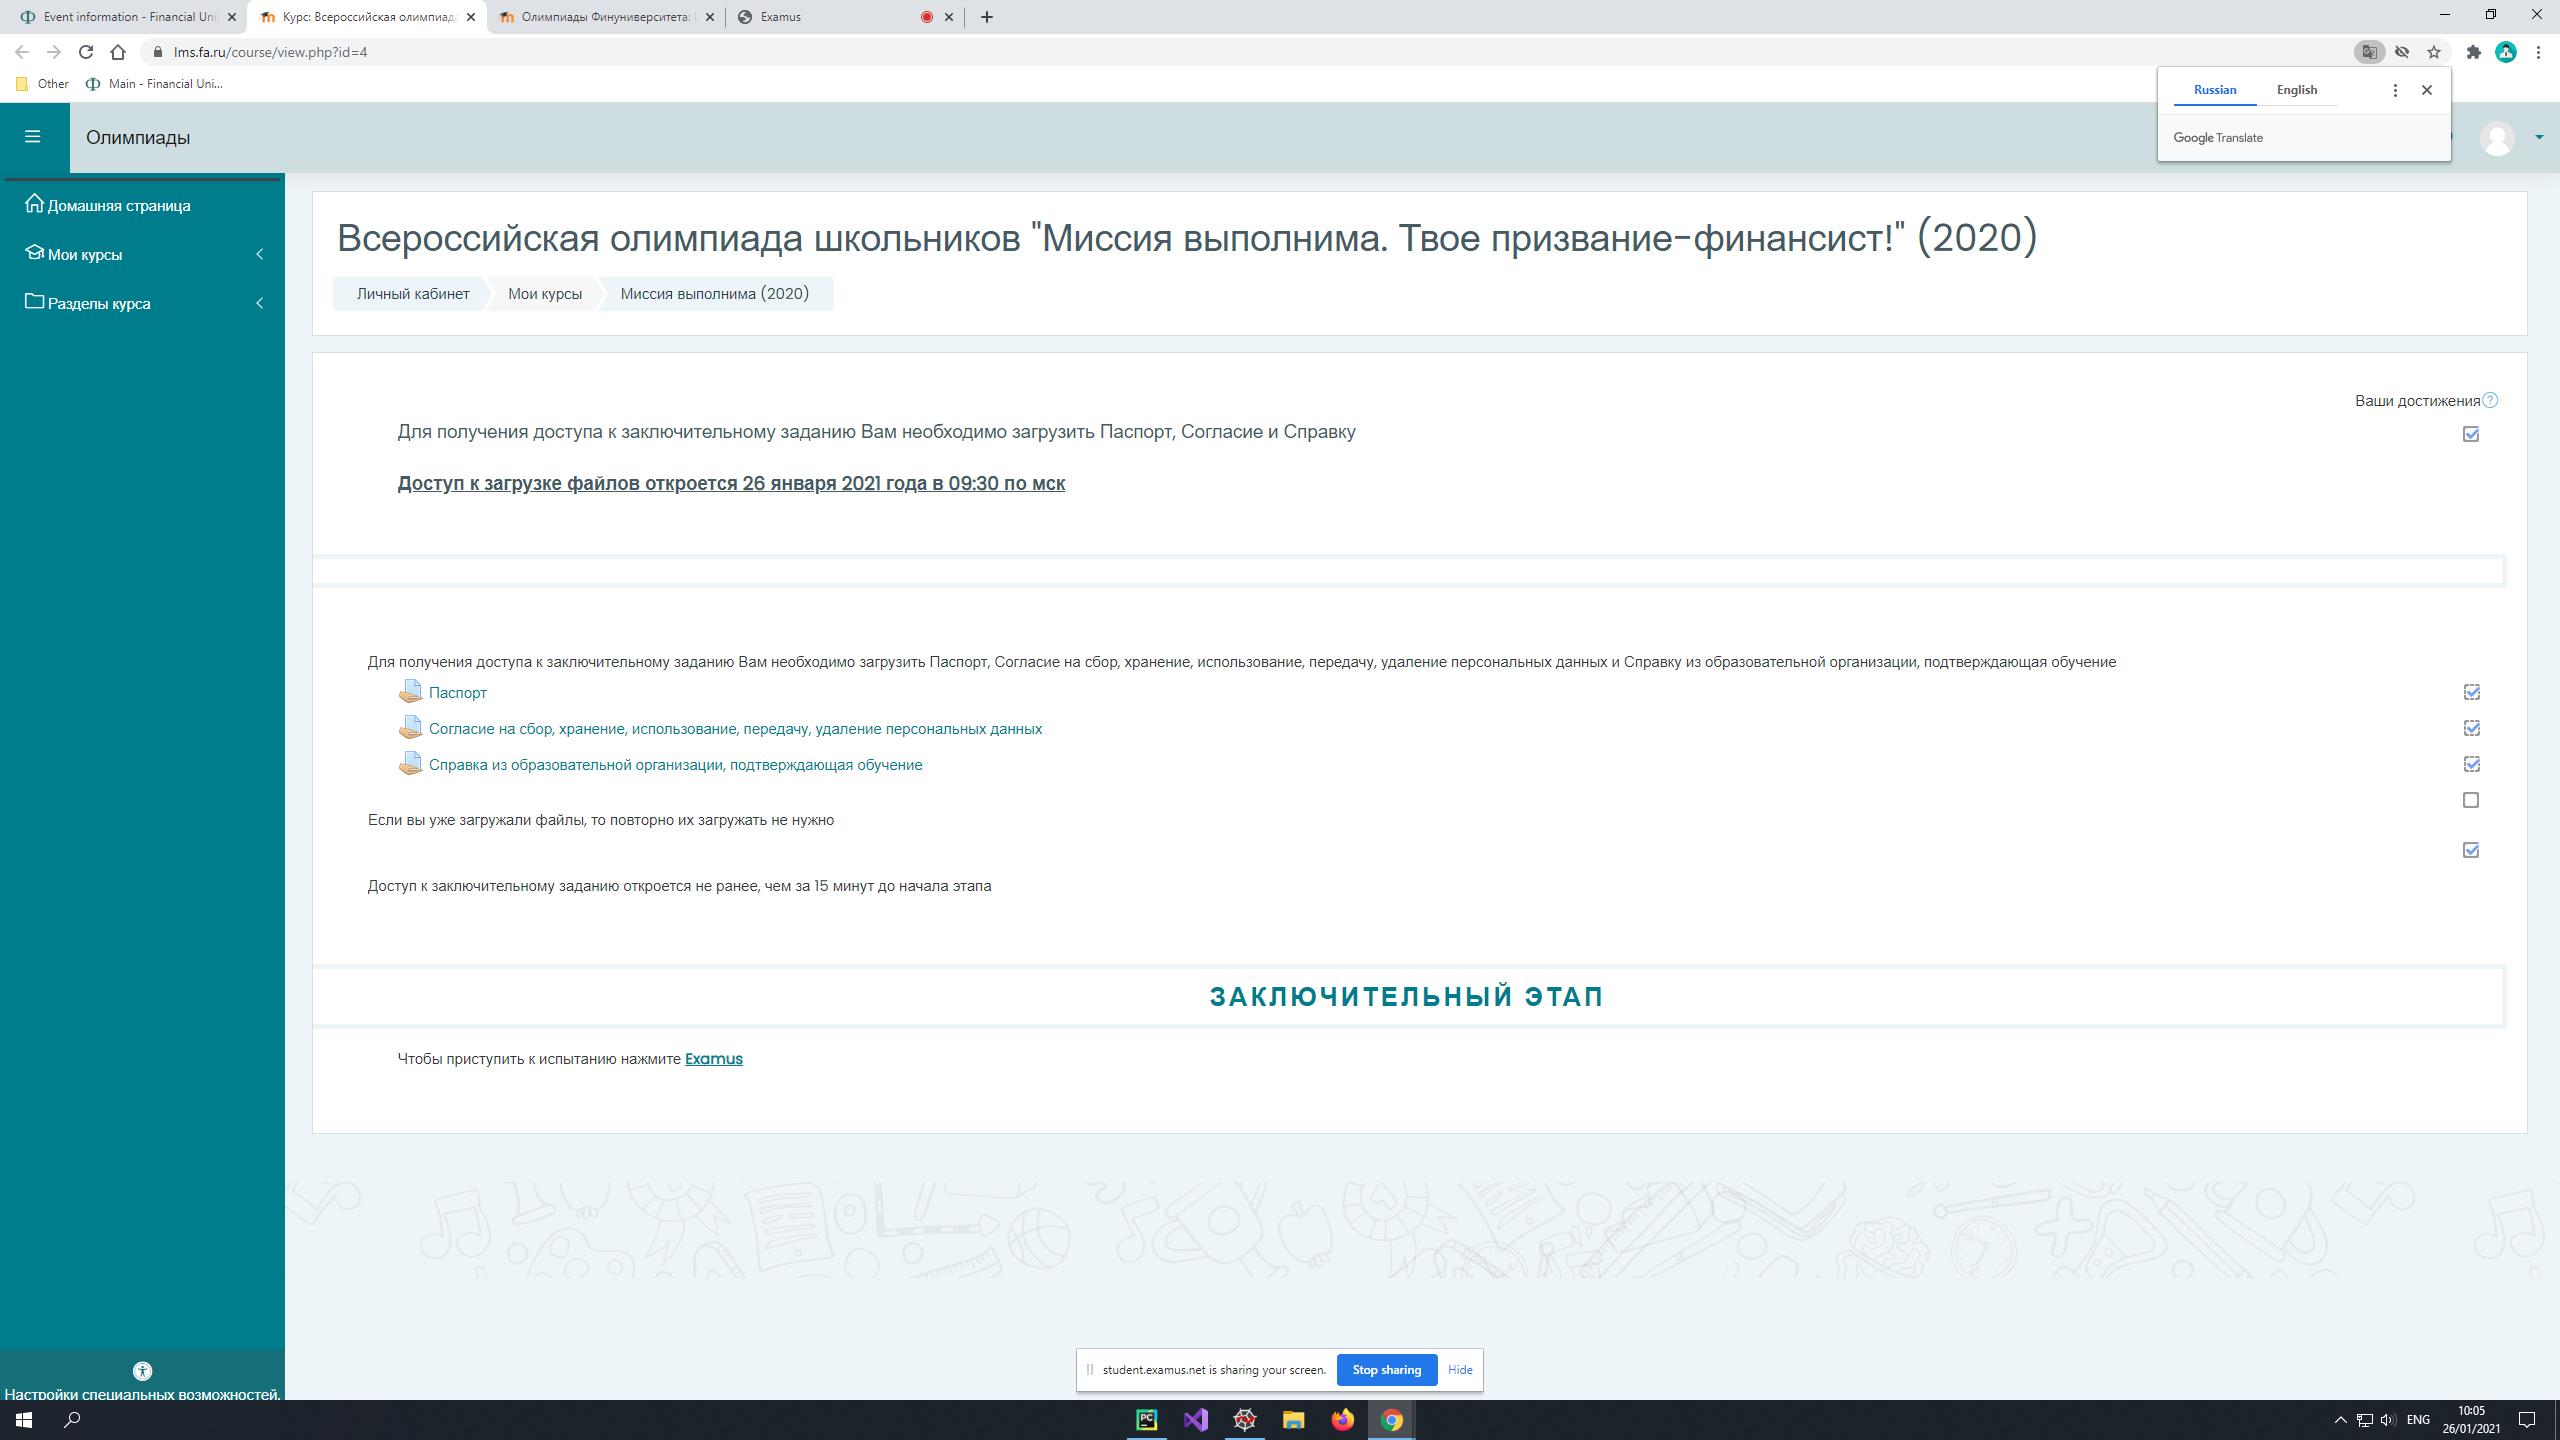 Event information - Financial Uni
Курс: Всероссийская олимпиада
Олимпиады Финуниверситета:
Examus
lms.fa.ru/course/view.php?id=4
Other
Main - Financial Uni...
Russian
English
Google Translate
Олимпиады
Домашняя страница
Мои курсы
Разделы курса
Всероссийская олимпиада школьников "Миссия выполнима. Твое призвание-финансист!" (2020)
Личный кабинет
Мои курсы
Миссия выполнима (2020)
Ваши достижения
Для получения доступа к заключительному заданию Вам необходимо загрузить Паспорт, Согласие и Справку
Доступ к загрузке файлов откроется 26 января 2021 года в 09:30 по мск
Для получения доступа к заключительному заданию Вам необходимо загрузить Паспорт, Согласие на сбор, хранение, использование, передачу, удаление персональных данных и Справку из образовательной организации, подтверждающая обучение
Паспорт
Согласие на сбор, хранение, использование, передачу, удаление персональных данных
Справка из образовательной организации, подтверждающая обучение
Если вы уже загружали файлы, то повторно их загружать не нужно
Доступ к заключительному заданию откроется не ранее, чем за 15 минут до начала этапа
ЗАКЛЮЧИТЕЛЬНЫЙ ЭТАП
Чтобы приступить к испытанию нажмите Examus
student.examus.net is sharing your screen.
Stop sharing
Hide
Настройки специальных возможностей.
PC
ENG
10:05
26/01/2021